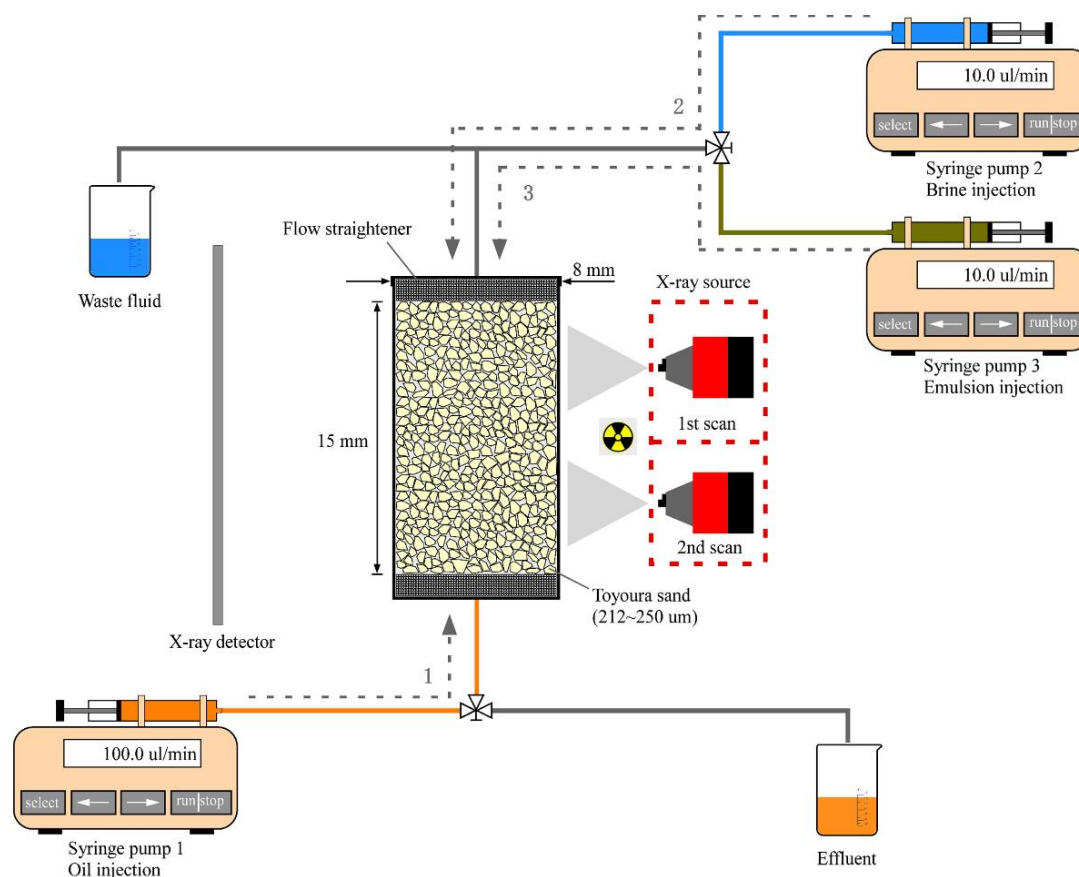 10.0 ul/min
select
run|stop
Syringe pump 2
Brine injection
2
3
10.0 ul/min
select
run|stop
Syringe pump 3
Emulsion injection
Flow straightener
Waste fluid
8 mm
X-ray source
1st scan
15 mm
2nd scan
Toyoura sand
(212~250 um)
X-ray detector
1
100.0 ul/min
select
run|stop
Syringe pump 1
Oil injection
Effluent